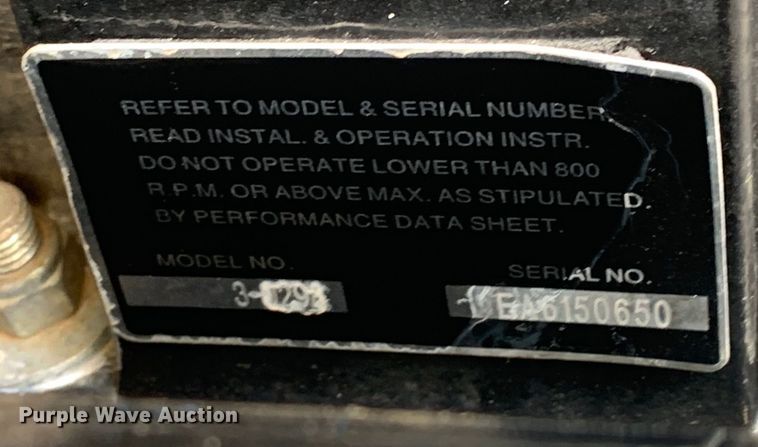 REFER TO MODEL & SERIAL NUMBER.
READ INSTAL. & OPERATION INSTR.
DO NOT OPERATE LOWER THAN 800
R.P.M. OR ABOVE MAX. AS STIPULATED.
BY PERFORMANCE DATA SHEET.
MODEL NO.
SERIAL NO.
Purple Wave Auction